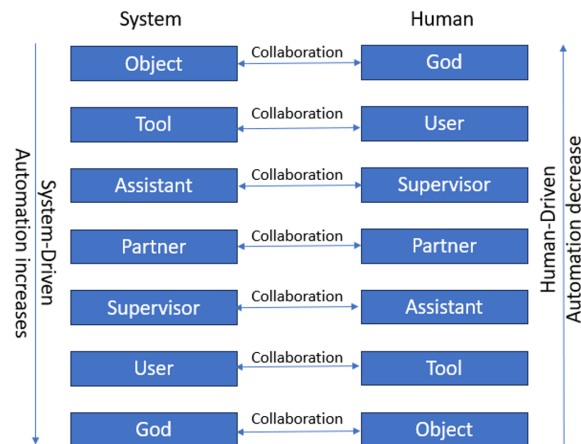 System
Human
Object
Collaboration
God
Tool
Collaboration
User
Assistant
Collaboration
Supervisor
Partner
Collaboration
Partner
Supervisor
Collaboration
Assistant
User
Collaboration
Tool
God
Collaboration
Object
System-Driven
Automation increases
Human-Driven
Automation decrease